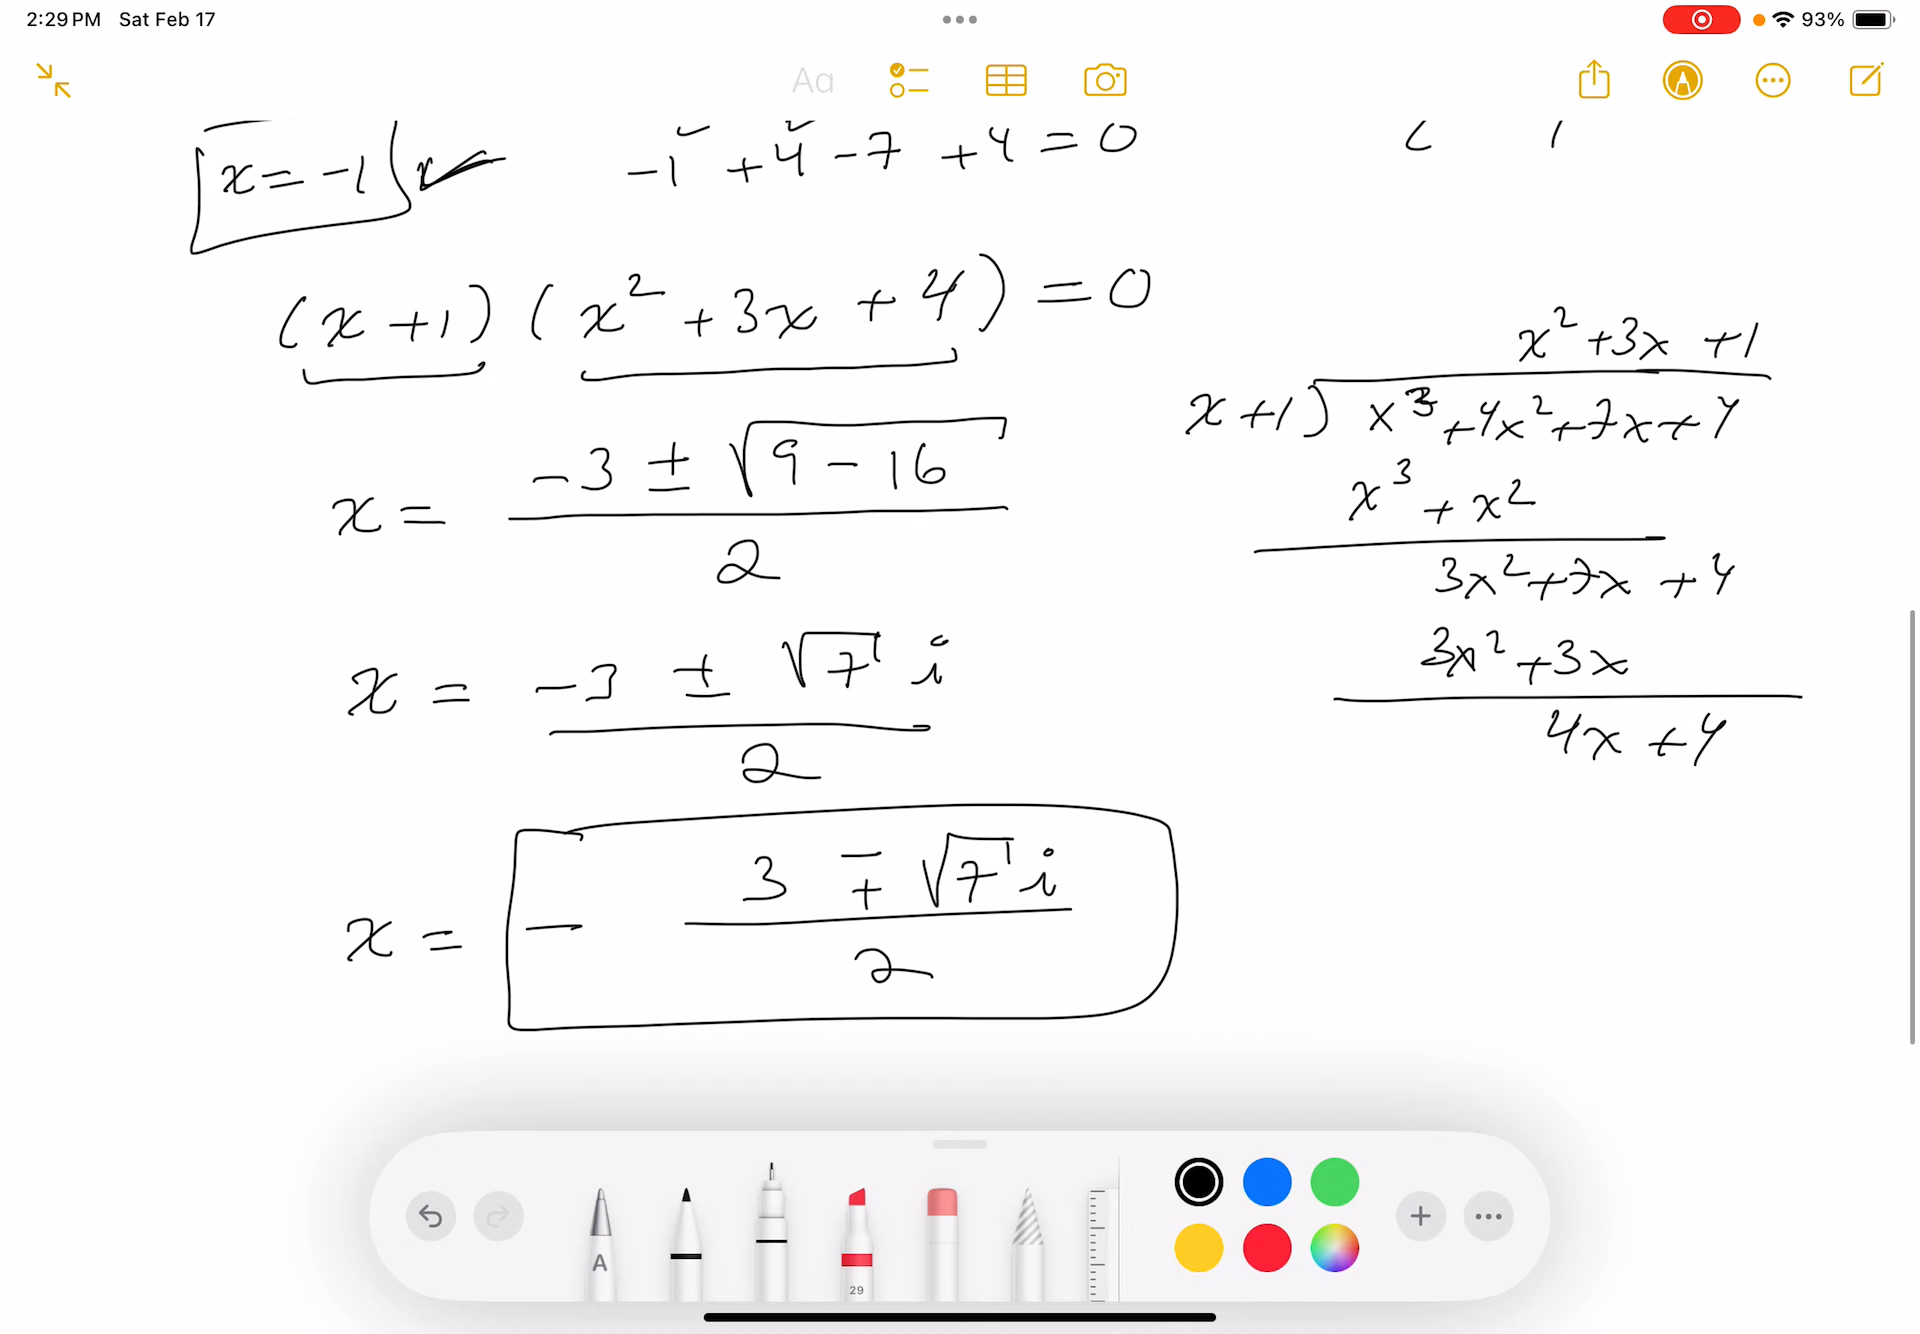 2:29 PM Sat Feb 17
93%
Aa
x = -1
-1 + 4 - 7 + 4 = 0
(x + 1) (x² + 3x + 4) = 0
x = (-3 ± √(9 - 16)) / 2
x = (-3 ± √7 i) / 2
x = - (3 ∓ √7 i) / 2
x² + 3x + 1
x + 1) x³ + 4x² + 7x + 4
x³ + x²
3x² + 7x + 4
3x² + 3x
4x + 4
A
29